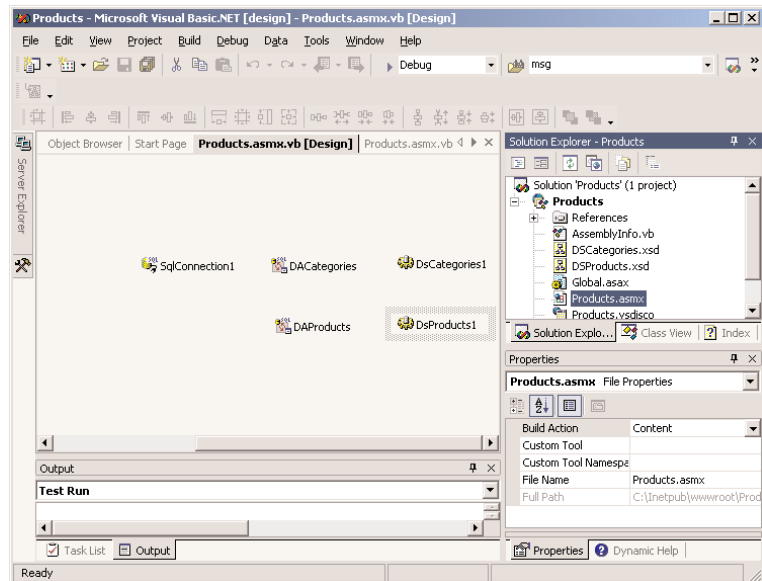 Products - Microsoft Visual Basic.NET [design] - Products.asmx.vb [Design]
File Edit View Project Build Debug Data Tools Window Help
Debug msg
Object Browser Start Page Products.asmx.vb [Design] Products.asmx.vb
Server Explorer
SqlConnection1 DACategories DsCategories1
DAProducts DsProducts1
Solution Explorer - Products
Solution 'Products' (1 project)
Products
References
AssemblyInfo.vb
DSCategories.xsd
DSProducts.xsd
Global.asax
Products.asmx
Products.vsdisco
Solution Explo... Class View Index
Properties
Products.asmx File Properties
Build Action Content
Custom Tool
Custom Tool Namespa
File Name Products.asmx
Full Path C:\Inetpub\wwwroot\Prod
Output
Test Run
Task List Output
Properties Dynamic Help
Ready